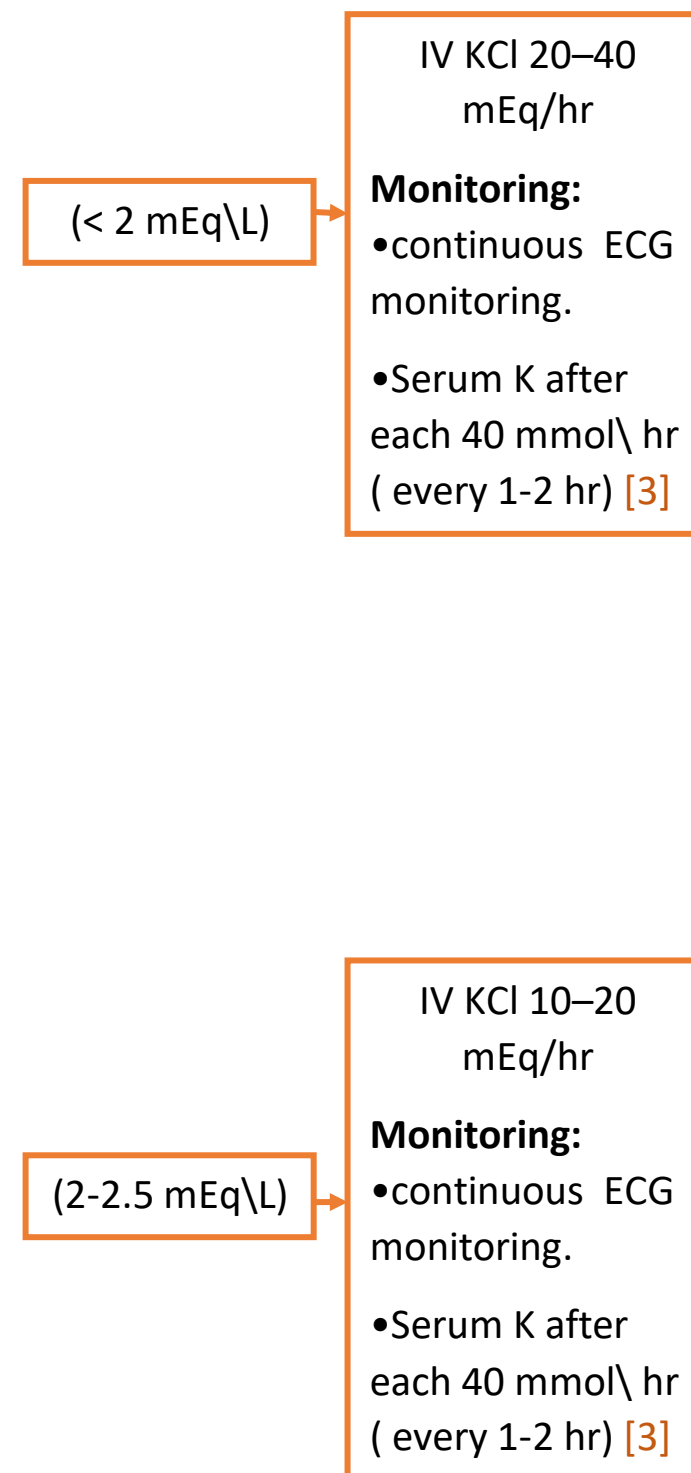 IV KCl 20–40
mEq/hr
Monitoring:
•continuous ECG
monitoring.
•Serum K after
each 40 mmol\ hr
( every 1-2 hr) [3]
(< 2 mEq\L)
IV KCl 10–20
mEq/hr
Monitoring:
•continuous ECG
monitoring.
•Serum K after
each 40 mmol\ hr
( every 1-2 hr) [3]
(2-2.5 mEq\L)